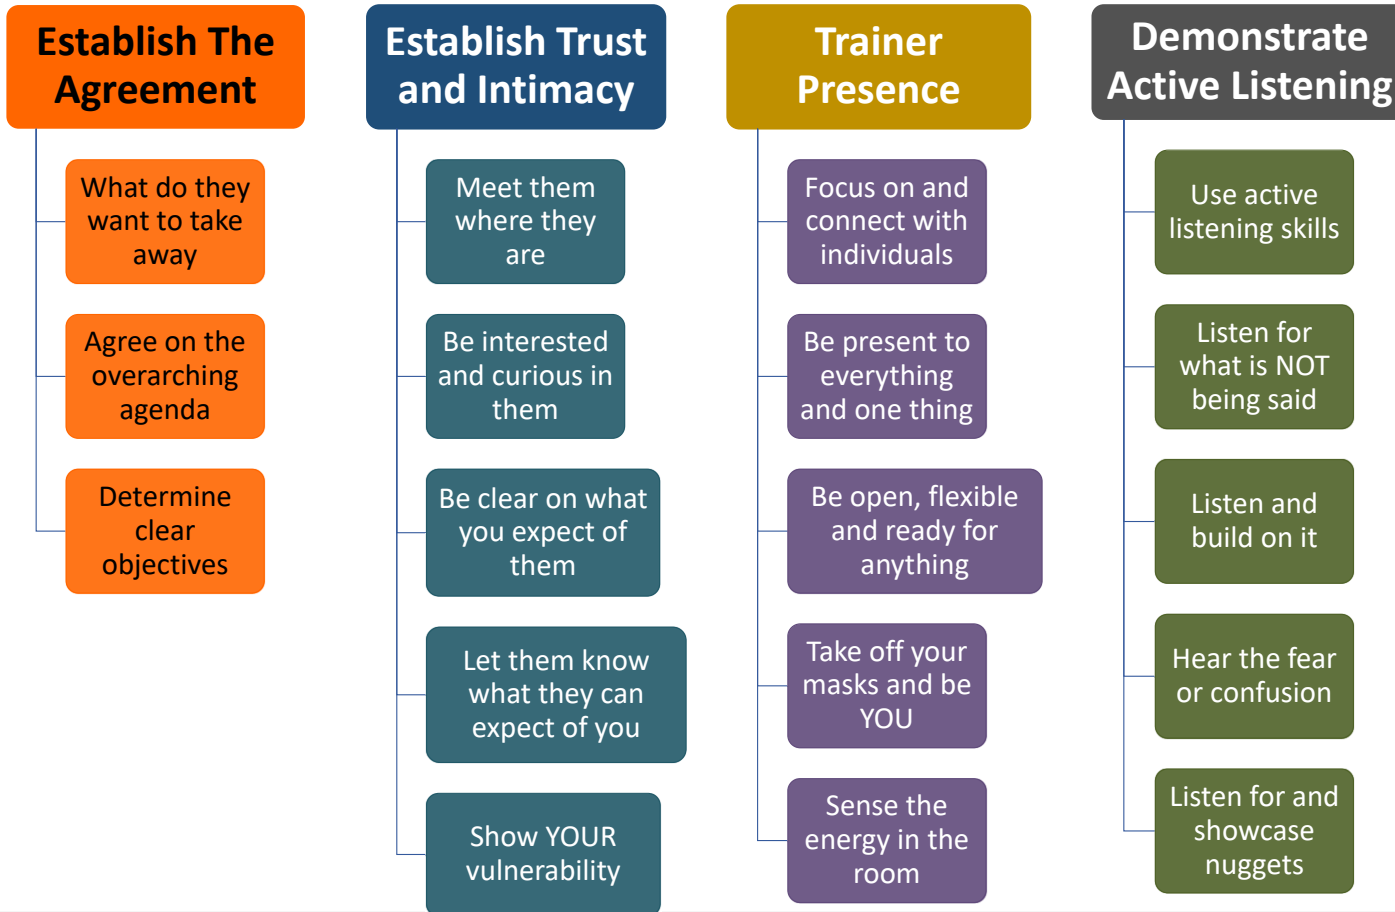 Establish The
Agreement
What do they
want to take
away
Agree on the
overarching
agenda
Determine
clear
objectives
Establish Trust
and Intimacy
Meet them
where they
are
Be interested
and curious in
them
Be clear on what
you expect of
them
Let them know
what they can
expect of you
Show YOUR
vulnerability
Trainer
Presence
Focus on and
connect with
individuals
Be present to
everything
and one thing
Be open, flexible
and ready for
anything
Take off your
masks and be
YOU
Sense the
energy in the
room
Demonstrate
Active Listening
Use active
listening skills
Listen for
what is NOT
being said
Listen and
build on it
Hear the fear
or confusion
Listen for and
showcase
nuggets